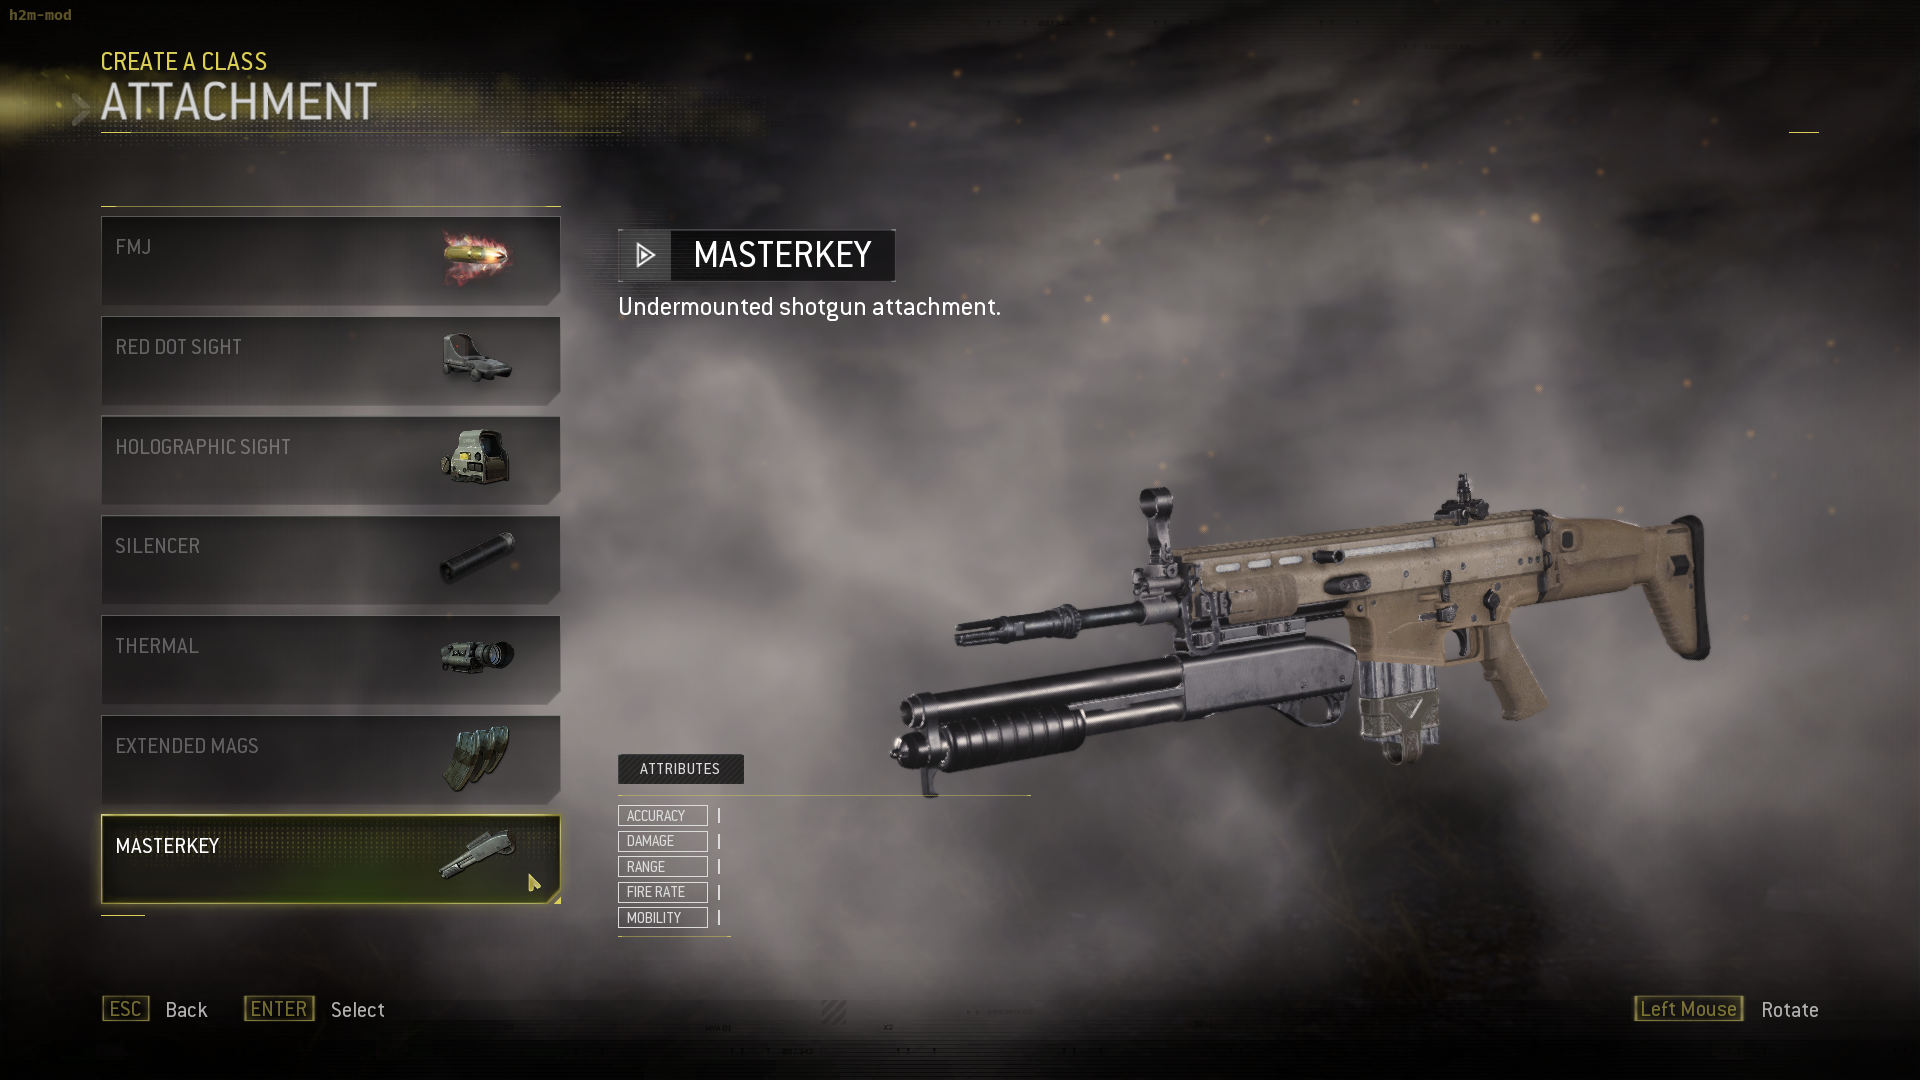 h2m-mod
CREATE A CLASS
ATTACHMENT
FMJ
RED DOT SIGHT
HOLOGRAPHIC SIGHT
SILENCER
THERMAL
EXTENDED MAGS
MASTERKEY
MASTERKEY
Undermounted shotgun attachment.
ATTRIBUTES
ACCURACY
DAMAGE
RANGE
FIRE RATE
MOBILITY
ESC Back ENTER Select
Left Mouse Rotate